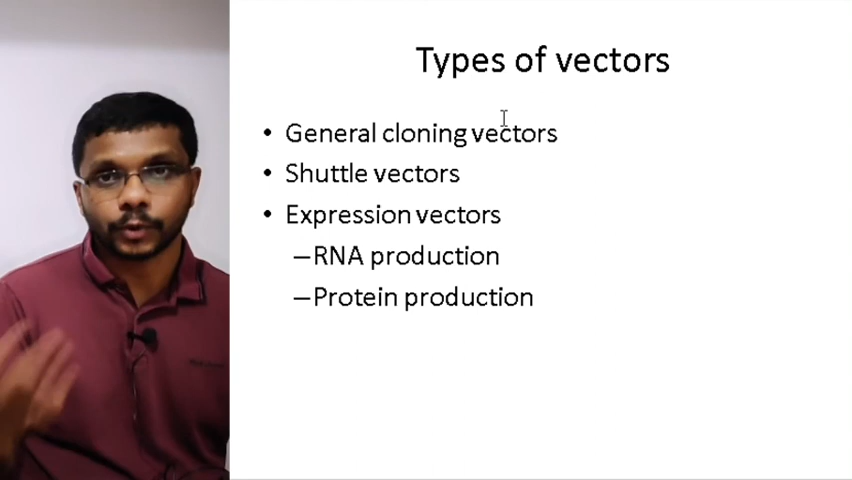 Types of vectors
• General cloning vectors
• Shuttle vectors
• Expression vectors
–RNA production
–Protein production